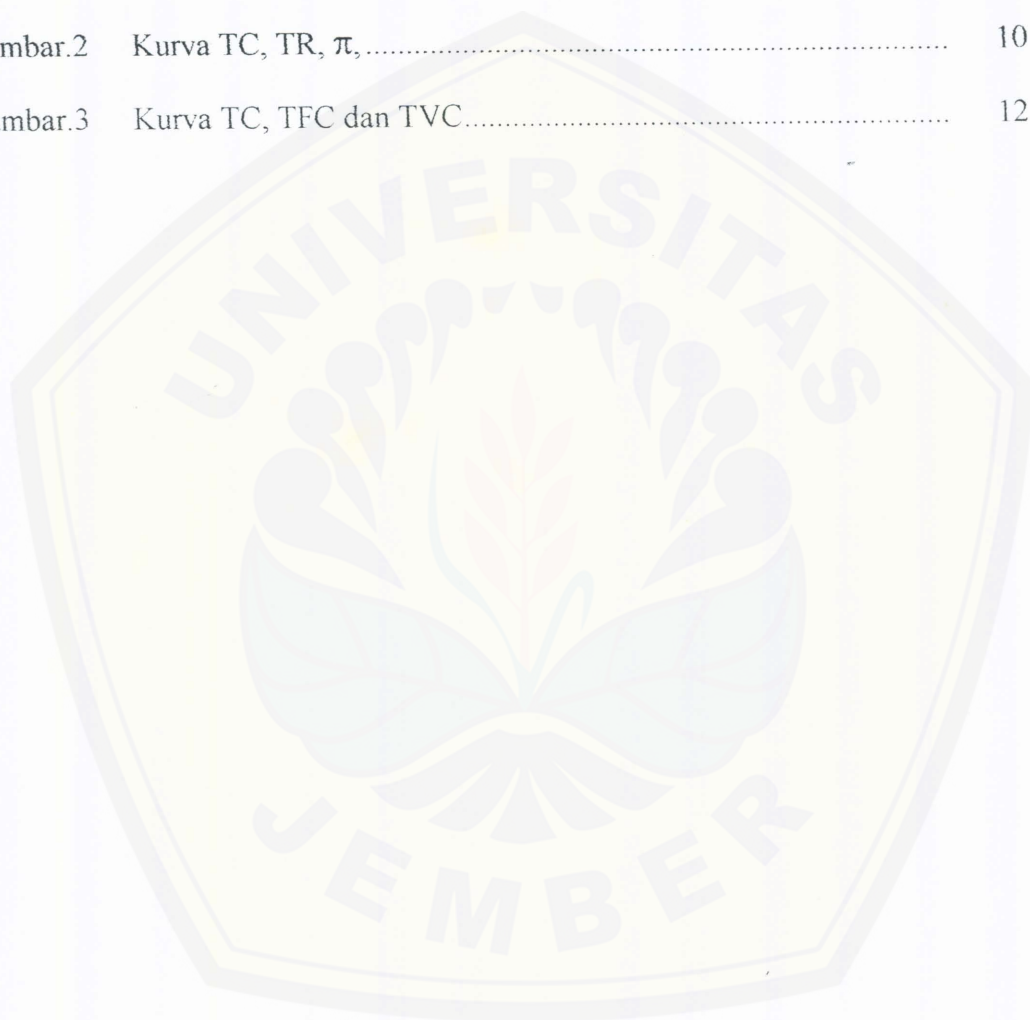 mbar.2 Kurva TC, TR, π, ........................................................................ 10
mbar.3 Kurva TC, TFC dan TVC............................................................ 12
UNIVERSITAS
JEMBER